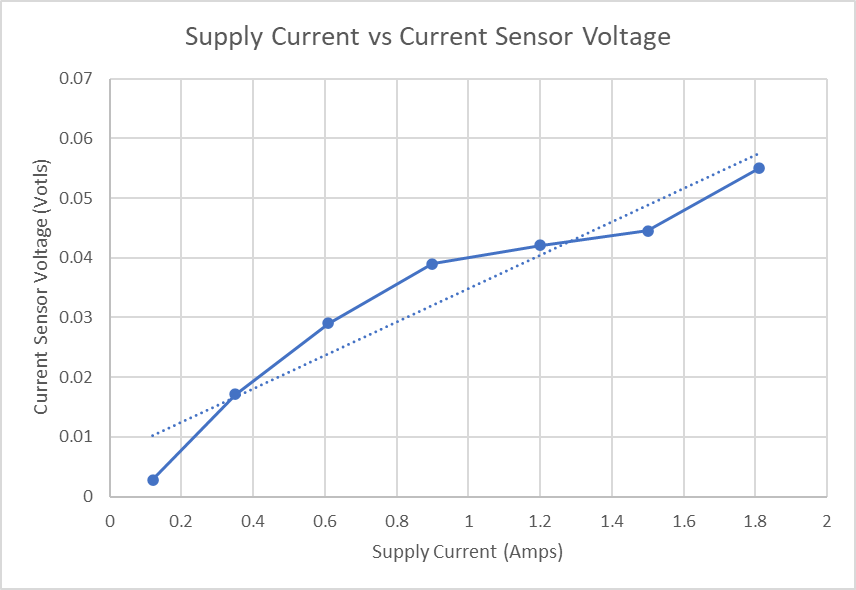 Supply Current vs Current Sensor Voltage
0.07
0.06
0.05
0.04
0.03
0.02
0.01
0
Current Sensor Voltage (Votls)
0 0.2 0.4 0.6 0.8 1 1.2 1.4 1.6 1.8 2
Supply Current (Amps)